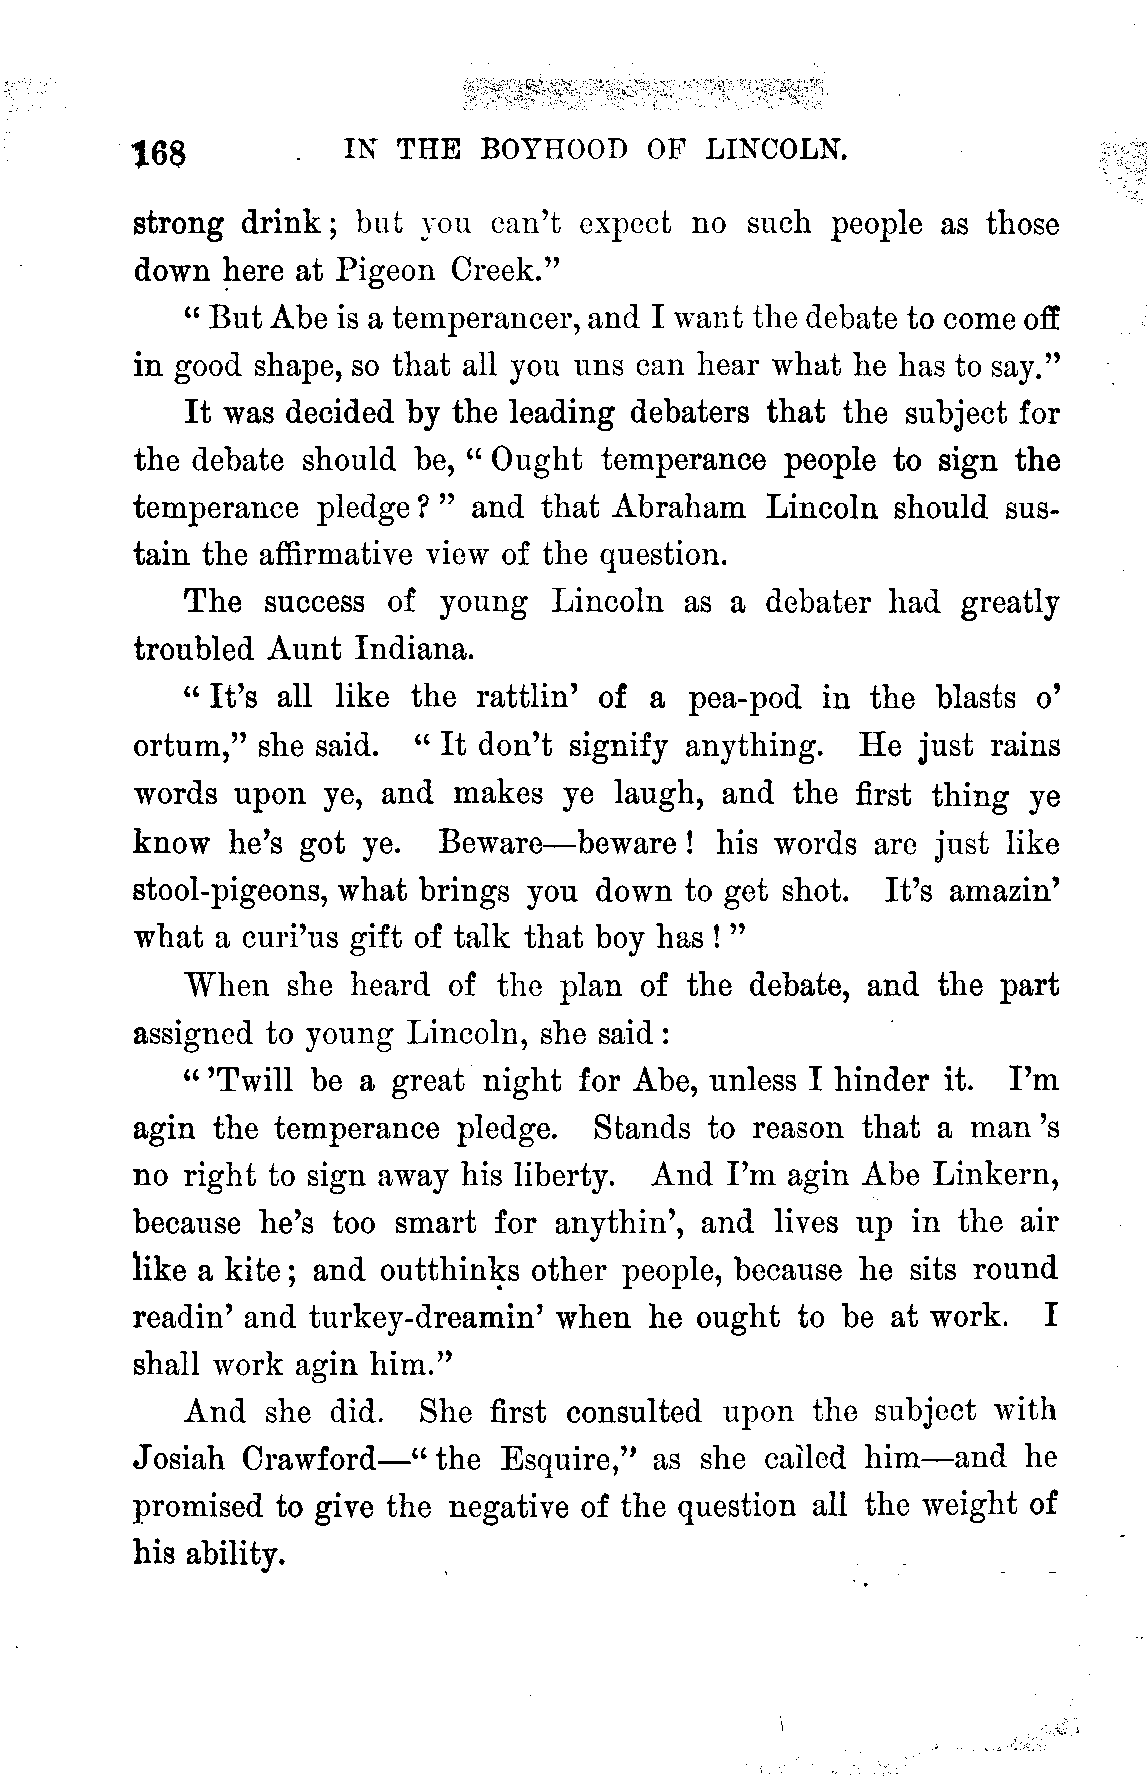 168 IN THE BOYHOOD OF LINCOLN.
strong drink; but you can't expect no such people as those
down here at Pigeon Creek."
"But Abe is a temperancer, and I want the debate to come off
in good shape, so that all you uns can hear what he has to say."
It was decided by the leading debaters that the subject for
the debate should be, "Ought temperance people to sign the
temperance pledge?" and that Abraham Lincoln should sus-
tain the affirmative view of the question.
The success of young Lincoln as a debater had greatly
troubled Aunt Indiana.
"It's all like the rattlin' of a pea-pod in the blasts o'
ortum," she said. "It don't signify anything. He just rains
words upon ye, and makes ye laugh, and the first thing ye
know he's got ye. Beware—beware! his words are just like
stool-pigeons, what brings you down to get shot. It's amazin'
what a curi'us gift of talk that boy has!"
When she heard of the plan of the debate, and the part
assigned to young Lincoln, she said:
"'Twill be a great night for Abe, unless I hinder it. I'm
agin the temperance pledge. Stands to reason that a man's
no right to sign away his liberty. And I'm agin Abe Linkern,
because he's too smart for anythin', and lives up in the air
like a kite; and outthinks other people, because he sits round
readin' and turkey-dreamin' when he ought to be at work. I
shall work agin him."
And she did. She first consulted upon the subject with
Josiah Crawford—"the Esquire," as she called him—and he
promised to give the negative of the question all the weight of
his ability.